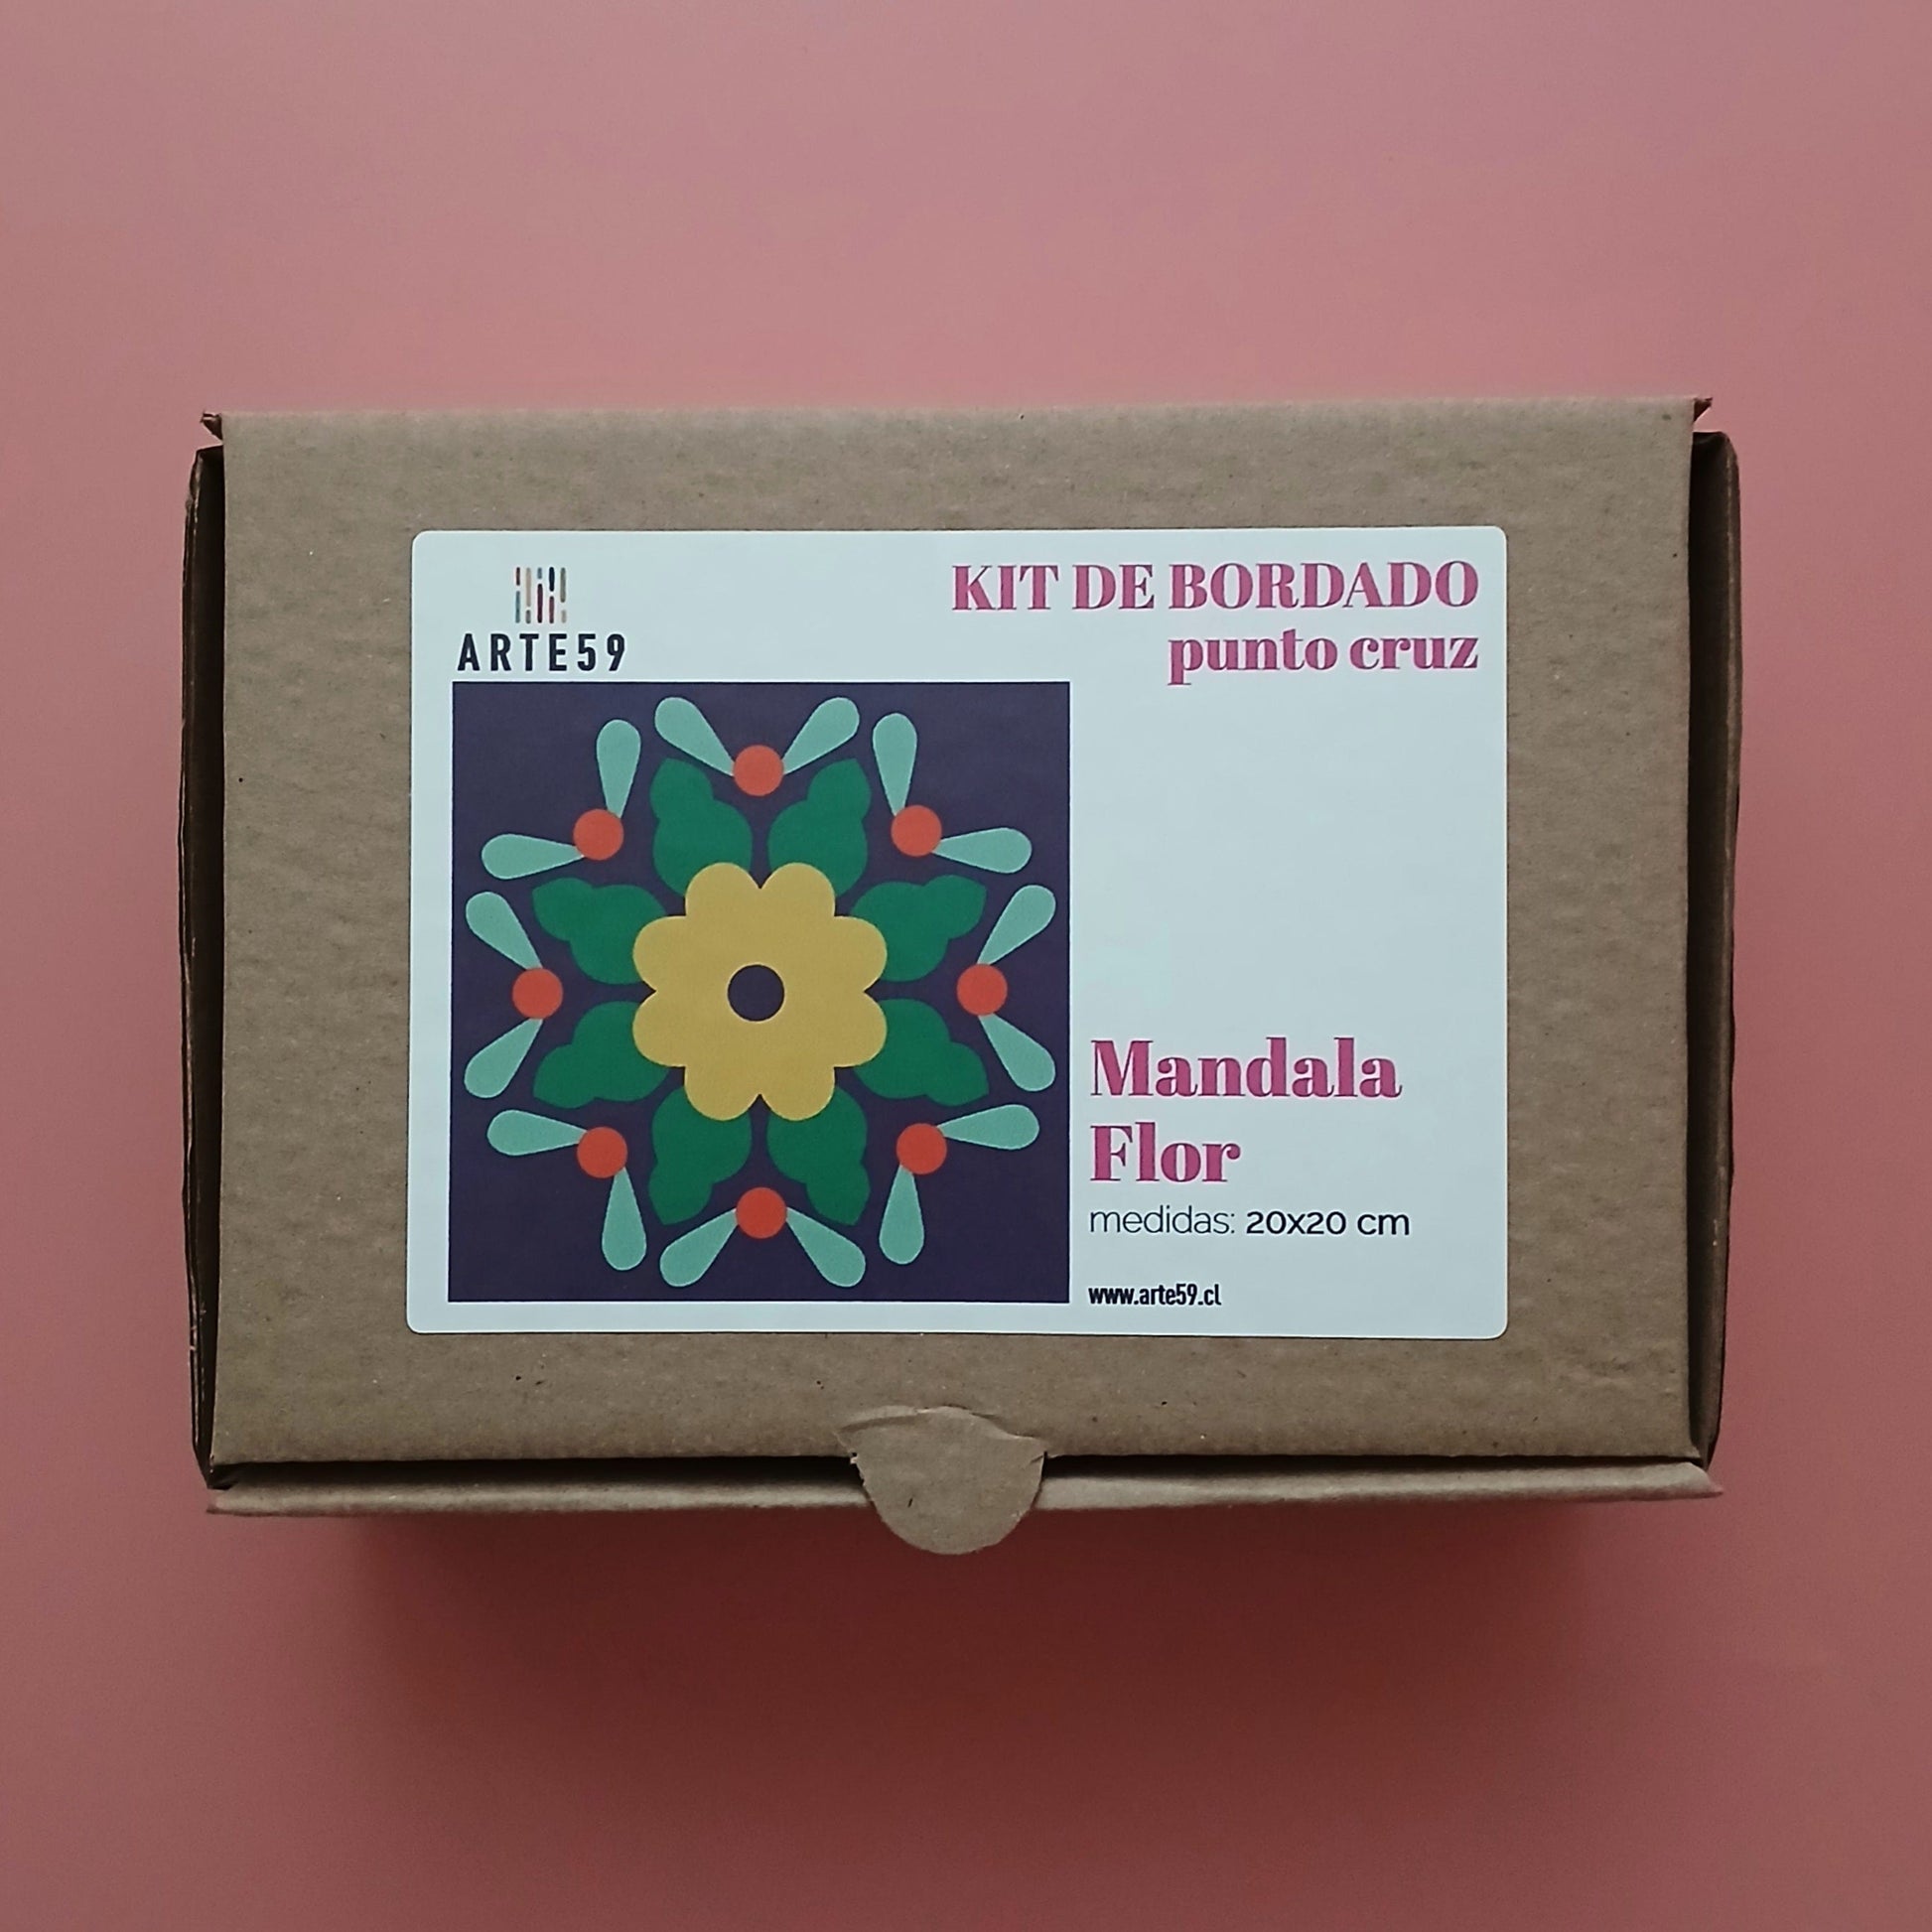 ARTE59
KIT DE BORDADO
punto cruz
Mandala
Flor
medidas: 20x20 cm
www.arte59.cl